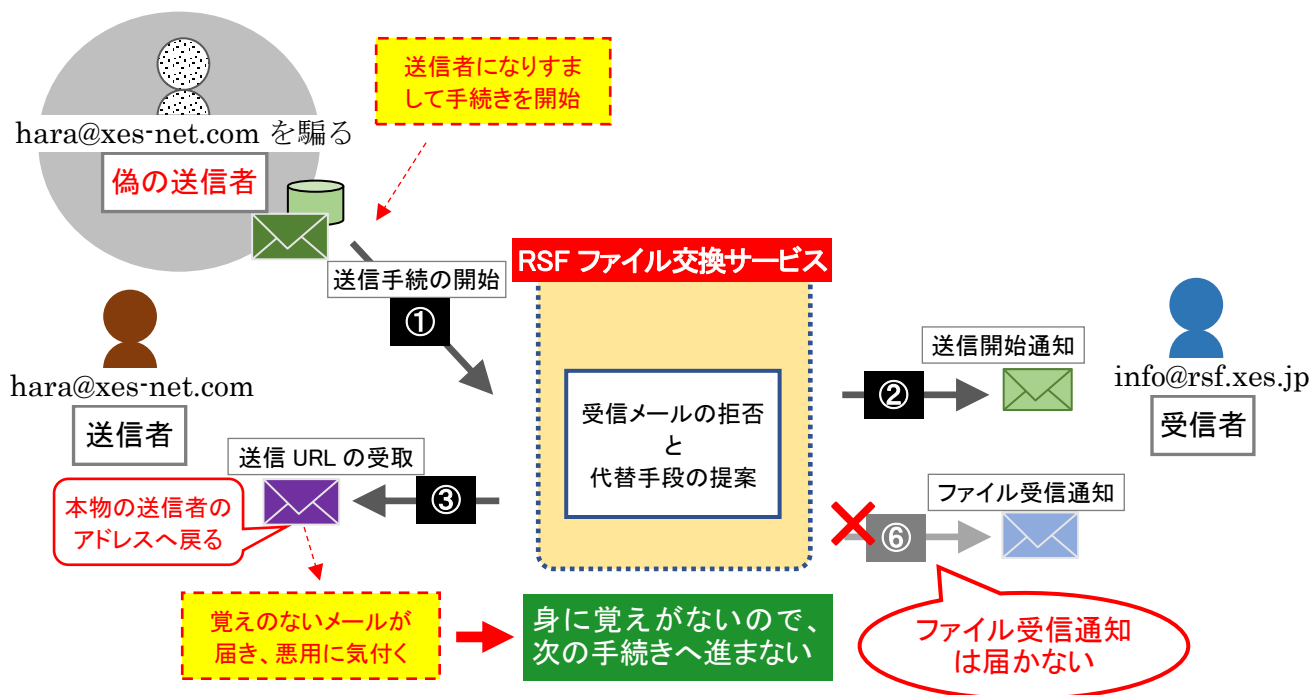 送信者になりすま
して手続きを開始
hara@xes-net.com を騙る
偽の送信者
RSF ファイル交換サービス
送信手続の開始
①
hara@xes-net.com
送信者
送信開始通知
②
info@rsf.xes.jp
受信者
受信メールの拒否
と
代替手段の提案
送信 URL の受取
③
本物の送信者の
アドレスへ戻る
ファイル受信通知
⑥
覚えのないメールが
届き、悪用に気付く
身に覚えがないので、
次の手続きへ進まない
ファイル受信通知
は届かない